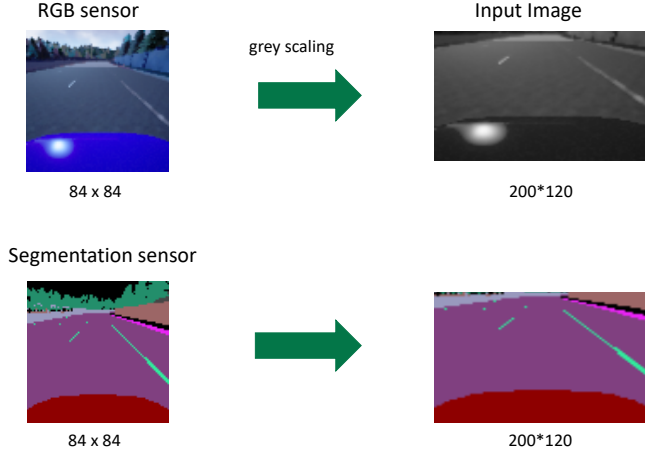 RGB sensor
Input Image
grey scaling
84 x 84
200*120
Segmentation sensor
84 x 84
200*120